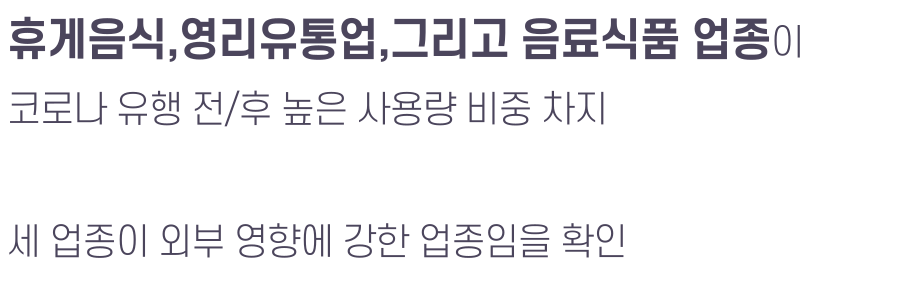 휴게음식,영리유통업,그리고 음료식품 업종이
코로나 유행 전/후 높은 사용량 비중 차지
세 업종이 외부 영향에 강한 업종임을 확인